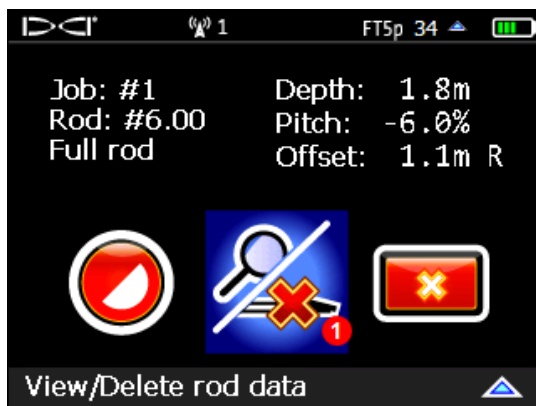 DCI 1 FT5p 34
Job: #1 Depth: 1.8m
Rod: #6.00 Pitch: -6.0%
Full rod Offset: 1.1m R
1
View/Delete rod data